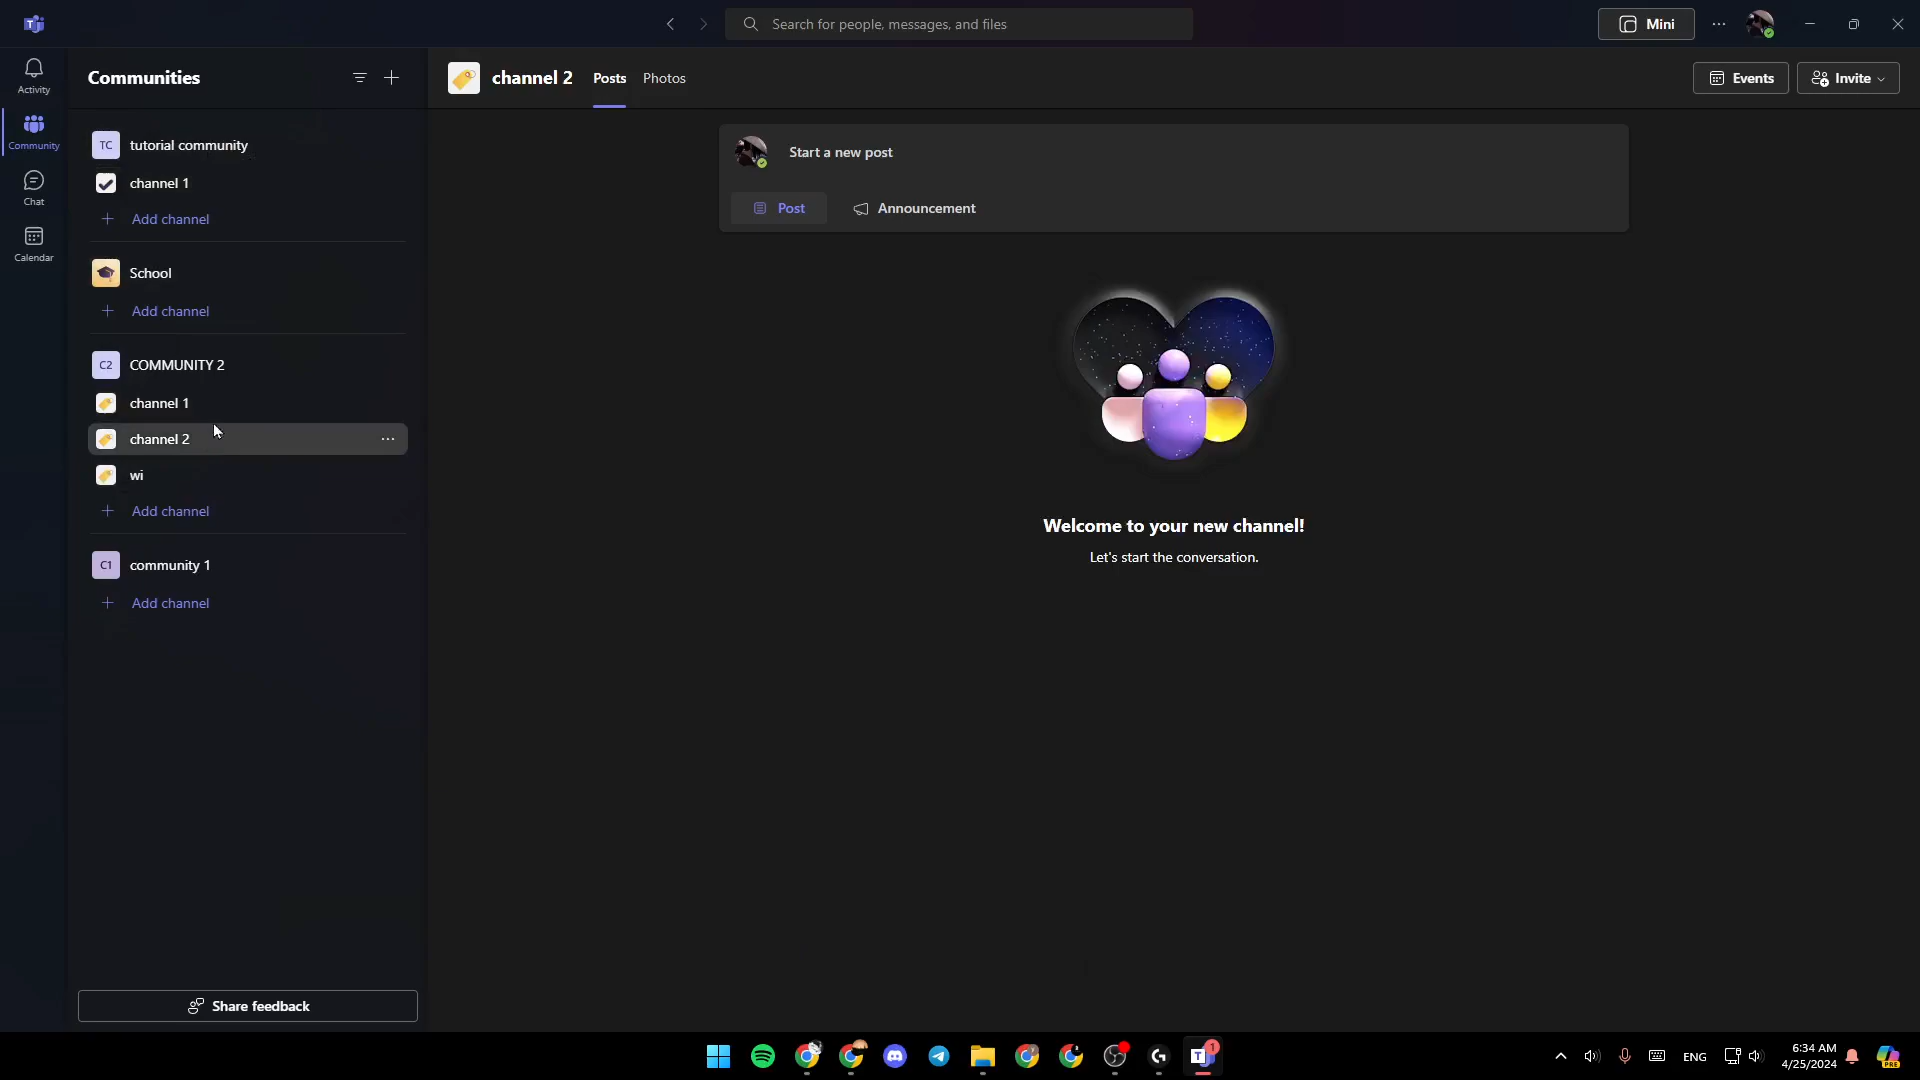 Search for people, messages, and files
Mini
Activity
Community
Chat
Calendar
Communities
TC tutorial community
channel 1
Add channel
School
Add channel
C2 COMMUNITY 2
channel 1
channel 2
wi
Add channel
C1 community 1
Add channel
Share feedback
channel 2 Posts Photos
Events Invite
Start a new post
Post Announcement
Welcome to your new channel!
Let's start the conversation.
1
ENG
6:34 AM
4/25/2024
PRE